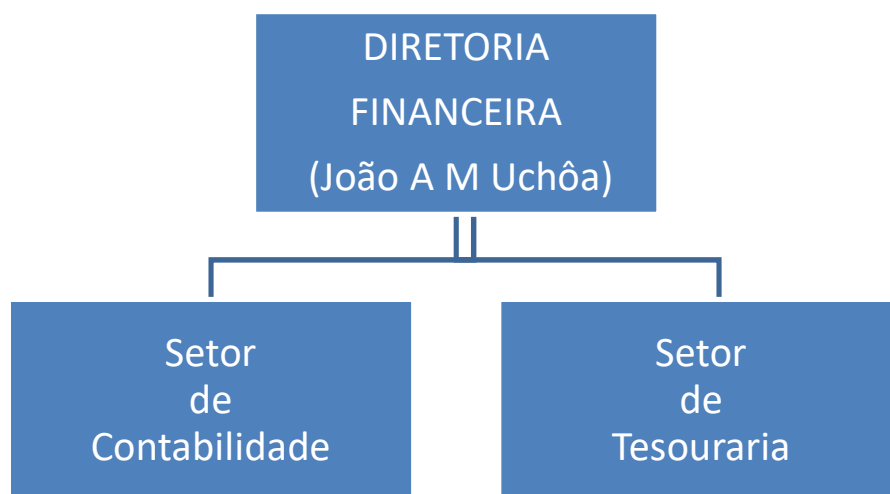 DIRETORIA
FINANCEIRA
(João A M Uchôa)
Setor
de
Contabilidade
Setor
de
Tesouraria